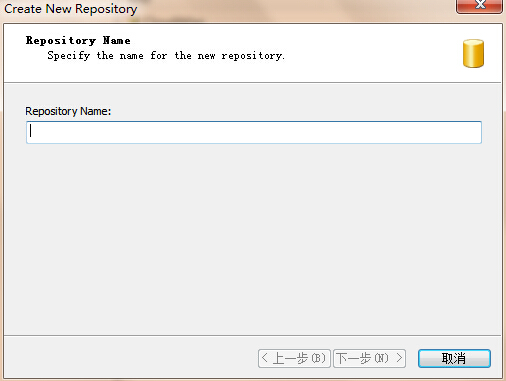 Create New Repository
Repository Name
Specify the name for the new repository.
Repository Name:
< 上一步(B) 下一步(N) > 取消